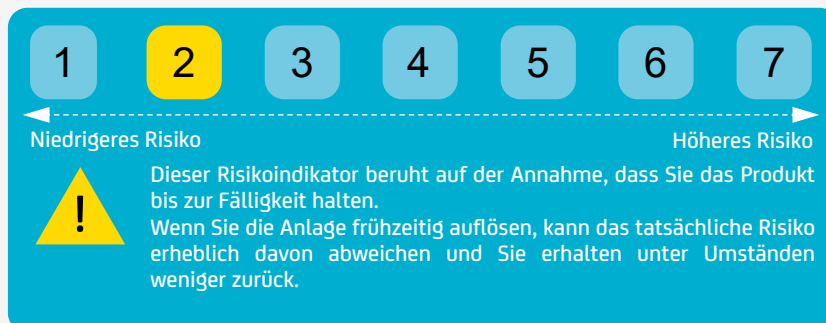 1 2 3 4 5 6 7
Niedrigeres Risiko Höheres Risiko
! Dieser Risikoindikator beruht auf der Annahme, dass Sie das Produkt
bis zur Fälligkeit halten.
Wenn Sie die Anlage frühzeitig auflösen, kann das tatsächliche Risiko
erheblich davon abweichen und Sie erhalten unter Umständen
weniger zurück.